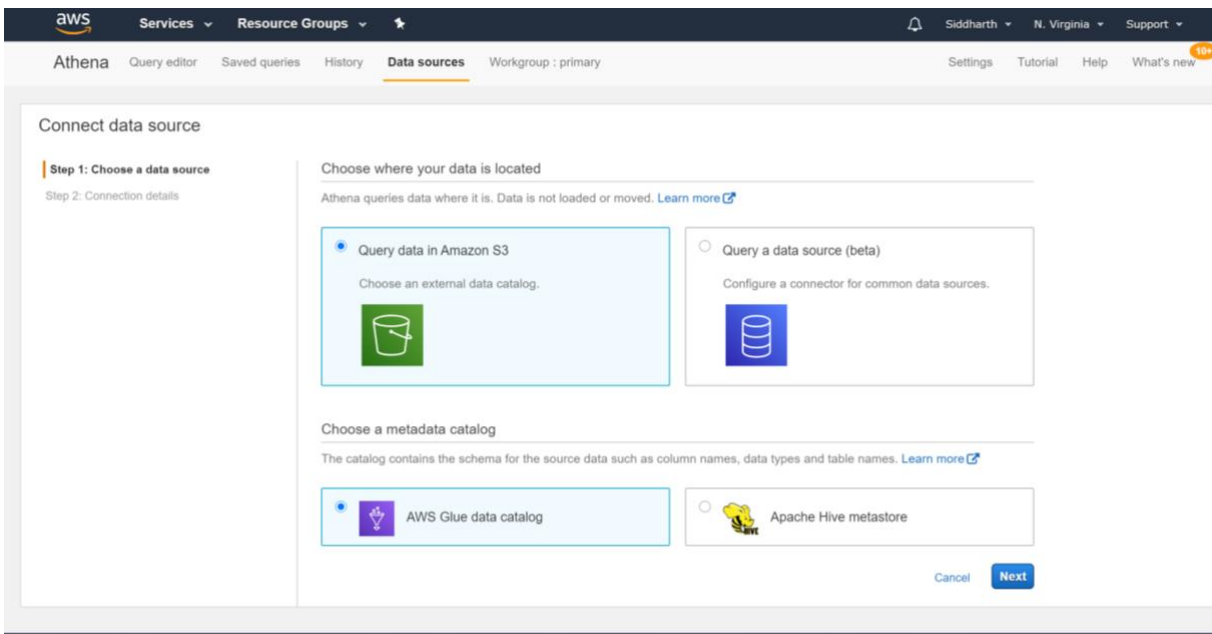 aws Services Resource Groups Siddharth N. Virginia Support
Athena Query editor Saved queries History Data sources Workgroup : primary Settings Tutorial Help What's new 10+
Connect data source
Step 1: Choose a data source
Step 2: Connection details
Choose where your data is located
Athena queries data where it is. Data is not loaded or moved. Learn more
Query data in Amazon S3
Choose an external data catalog.
Query a data source (beta)
Configure a connector for common data sources.
Choose a metadata catalog
The catalog contains the schema for the source data such as column names, data types and table names. Learn more
AWS Glue data catalog
HIVE
Apache Hive metastore
Cancel Next